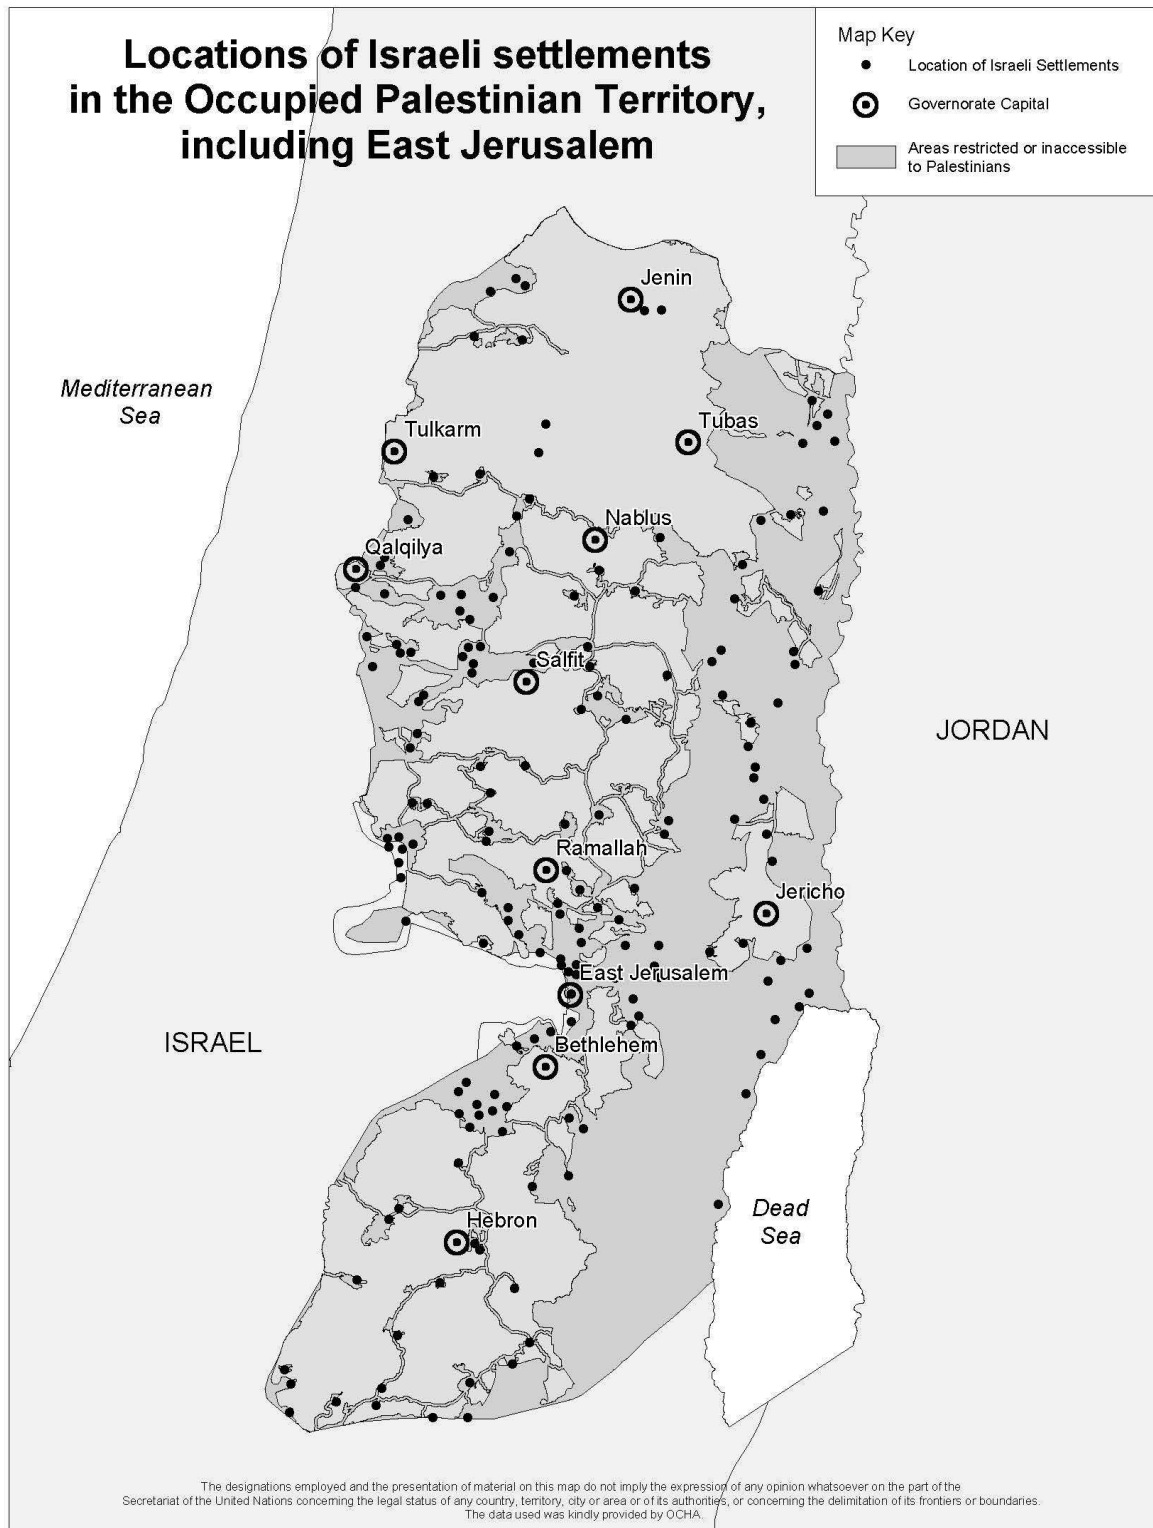 Locations of Israeli settlements
in the Occupied Palestinian Territory,
including East Jerusalem
Map Key
Location of Israeli Settlements
Governorate Capital
Areas restricted or inaccessible
to Palestinians
Jenin
Mediterranean
Sea
Tulkarm
Tubas
Nablus
Qalqilya
Salfit
JORDAN
Ramallah
Jericho
East Jerusalem
ISRAEL
Bethlehem
Dead
Sea
Hebron
The designations employed and the presentation of material on this map do not imply the expression of any opinion whatsoever on the part of the
Secretariat of the United Nations concerning the legal status of any country, territory, city or area or of its authorities, or concerning the delimitation of its frontiers or boundaries.
The data used was kindly provided by OCHA.